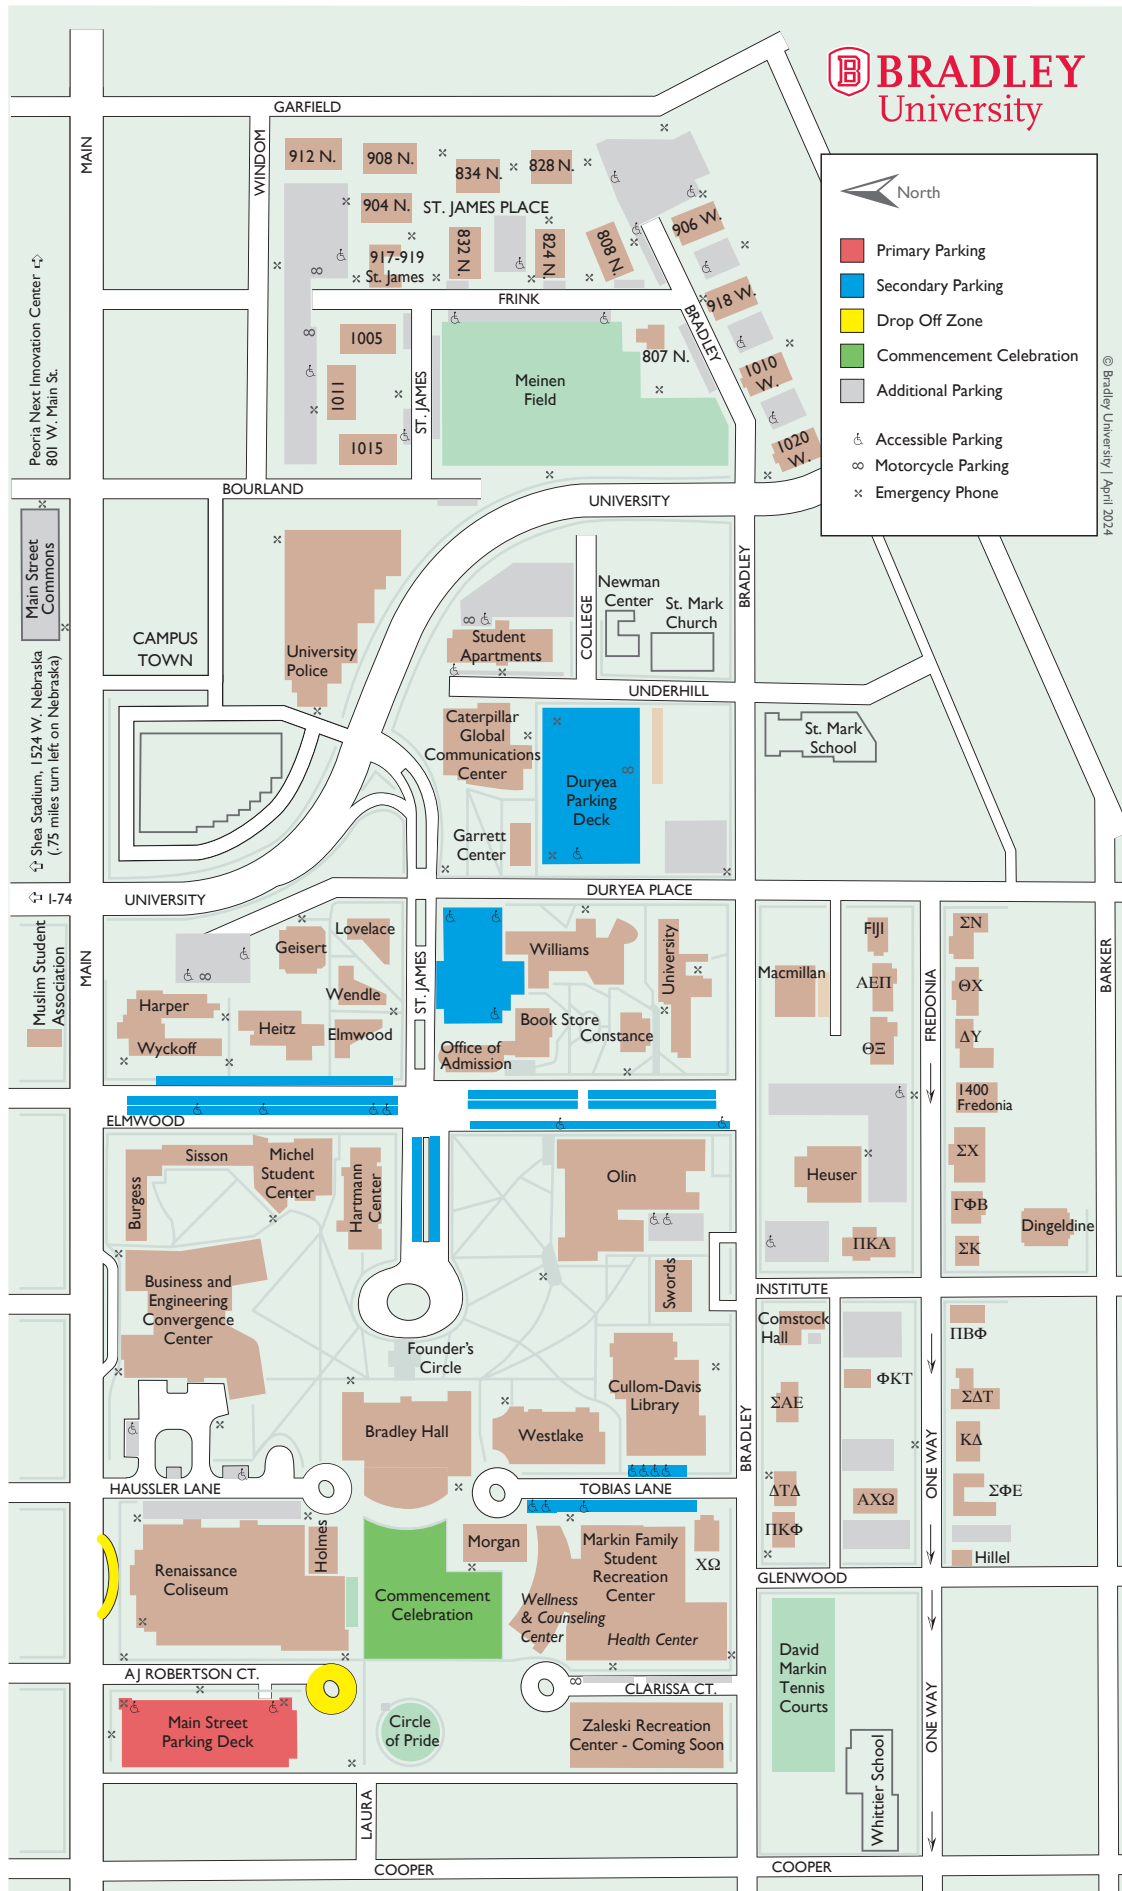 BRADLEY
University
North
Primary Parking
Secondary Parking
Drop Off Zone
Commencement Celebration
Additional Parking
Accessible Parking
Motorcycle Parking
Emergency Phone
© Bradley University | April 2024
GARFIELD
MAIN
WINDOM
912 N.
908 N.
834 N.
828 N.
904 N.
ST. JAMES PLACE
906 W.
917-919
St. James
832 N.
824 N.
808 N.
918 W.
FRINK
BRADLEY
Peoria Next Innovation Center
801 W. Main St.
1005
1011
1015
ST. JAMES
Meinen
Field
807 N.
1010
W.
1020
W.
BOURLAND
UNIVERSITY
Main Street
Commons
CAMPUS
TOWN
University
Police
Student
Apartments
COLLEGE
Newman
Center
St. Mark
Church
BRADLEY
UNDERHILL
Shea Stadium, 1524 W. Nebraska
(.75 miles turn left on Nebraska)
Caterpillar
Global
Communications
Center
Duryea
Parking
Deck
St. Mark
School
Garrett
Center
I-74
UNIVERSITY
DURYEA PLACE
Muslim Student
Association
MAIN
Lovelace
Geisert
Wendle
Harper
Heitz
Elmwood
Wyckoff
ST. JAMES
Williams
University
Book Store
Constance
Office of
Admission
Macmillan
FIJI
ΑΕΠ
ΘΞ
FREDONIA
ΣΝ
ΘΧ
ΔΥ
1400
Fredonia
BARKER
ELMWOOD
Sisson
Michel
Student
Center
Burgess
Hartmann
Center
Olin
Heuser
ΣΧ
ΓΦΒ
Dingeldine
ΠΚΑ
ΣΚ
Business and
Engineering
Convergence
Center
Swords
INSTITUTE
Founder's
Circle
Comstock
Hall
ΠΒΦ
Cullom-Davis
Library
ΦΚΤ
ΣΑΕ
ΣΔΤ
Bradley Hall
Westlake
BRADLEY
ΚΔ
ONE WAY
HAUSSLER LANE
TOBIAS LANE
ΔΤΔ
ΑΧΩ
ΣΦΕ
ΠΚΦ
Holmes
Morgan
Renaissance
Coliseum
Markin Family
Student
Recreation
Center
ΧΩ
Hillel
GLENWOOD
Commencement
Celebration
Wellness
& Counseling
Center
Health Center
AJ ROBERTSON CT.
CLARISSA CT.
David
Markin
Tennis
Courts
ONE WAY
Main Street
Parking Deck
Circle
of Pride
Zaleski Recreation
Center - Coming Soon
Whittier School
LAURA
COOPER
COOPER